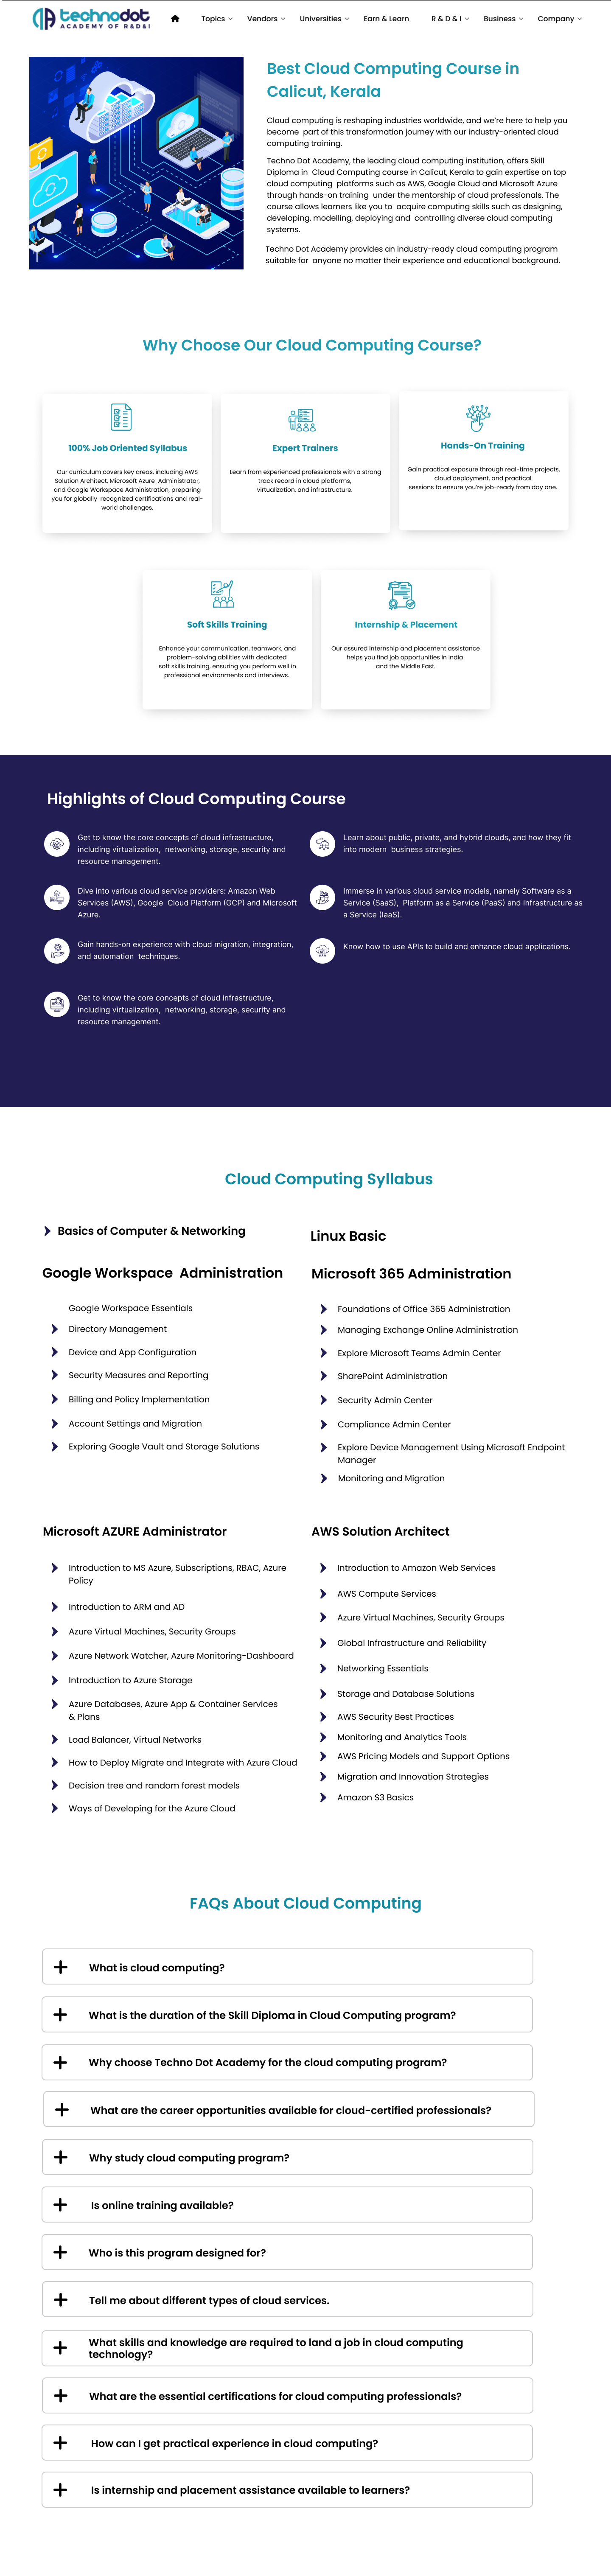 technodot
ACADEMY OF R&D&I
Topics
Vendors
Universities
Earn & Learn
R & D & I
Business
Company
Best Cloud Computing Course in
Calicut, Kerala
Cloud computing is reshaping industries worldwide, and we're here to help you
become part of this transformation journey with our industry-oriented cloud
computing training.
Techno Dot Academy, the leading cloud computing institution, offers Skill
Diploma in Cloud Computing course in Calicut, Kerala to gain expertise on top
cloud computing platforms such as AWS, Google Cloud and Microsoft Azure
through hands-on training under the mentorship of cloud professionals. The
course allows learners like you to acquire computing skills such as designing,
developing, modelling, deploying and controlling diverse cloud computing
systems.
Techno Dot Academy provides an industry-ready cloud computing program
suitable for anyone no matter their experience and educational background.
Why Choose Our Cloud Computing Course?
100% Job Oriented Syllabus
Our curriculum covers key areas, including AWS
Solution Architect, Microsoft Azure Administrator,
and Google Workspace Administration, preparing
you for globally recognized certifications and real-
world challenges.
Expert Trainers
Learn from experienced professionals with a strong
track record in cloud platforms,
virtualization, and infrastructure.
Hands-On Training
Gain practical exposure through real-time projects,
cloud deployment, and practical
sessions to ensure you're job-ready from day one.
Soft Skills Training
Enhance your communication, teamwork, and
problem-solving abilities with dedicated
soft skills training, ensuring you perform well in
professional environments and interviews.
Internship & Placement
Our assured internship and placement assistance
helps you find job opportunities in India
and the Middle East.
Highlights of Cloud Computing Course
Get to know the core concepts of cloud infrastructure,
including virtualization, networking, storage, security and
resource management.
Learn about public, private, and hybrid clouds, and how they fit
into modern business strategies.
Dive into various cloud service providers: Amazon Web
Services (AWS), Google Cloud Platform (GCP) and Microsoft
Azure.
Immerse in various cloud service models, namely Software as a
Service (SaaS), Platform as a Service (PaaS) and Infrastructure as
a Service (IaaS).
Gain hands-on experience with cloud migration, integration,
and automation techniques.
Know how to use APIs to build and enhance cloud applications.
Get to know the core concepts of cloud infrastructure,
including virtualization, networking, storage, security and
resource management.
Cloud Computing Syllabus
Basics of Computer & Networking
Linux Basic
Google Workspace Administration
Google Workspace Essentials
Directory Management
Device and App Configuration
Security Measures and Reporting
Billing and Policy Implementation
Account Settings and Migration
Exploring Google Vault and Storage Solutions
Microsoft 365 Administration
Foundations of Office 365 Administration
Managing Exchange Online Administration
Explore Microsoft Teams Admin Center
SharePoint Administration
Security Admin Center
Compliance Admin Center
Explore Device Management Using Microsoft Endpoint
Manager
Monitoring and Migration
Microsoft AZURE Administrator
Introduction to MS Azure, Subscriptions, RBAC, Azure
Policy
Introduction to ARM and AD
Azure Virtual Machines, Security Groups
Azure Network Watcher, Azure Monitoring-Dashboard
Introduction to Azure Storage
Azure Databases, Azure App & Container Services
& Plans
Load Balancer, Virtual Networks
How to Deploy Migrate and Integrate with Azure Cloud
Decision tree and random forest models
Ways of Developing for the Azure Cloud
AWS Solution Architect
Introduction to Amazon Web Services
AWS Compute Services
Azure Virtual Machines, Security Groups
Global Infrastructure and Reliability
Networking Essentials
Storage and Database Solutions
AWS Security Best Practices
Monitoring and Analytics Tools
AWS Pricing Models and Support Options
Migration and Innovation Strategies
Amazon S3 Basics
FAQs About Cloud Computing
What is cloud computing?
What is the duration of the Skill Diploma in Cloud Computing program?
Why choose Techno Dot Academy for the cloud computing program?
What are the career opportunities available for cloud-certified professionals?
Why study cloud computing program?
Is online training available?
Who is this program designed for?
Tell me about different types of cloud services.
What skills and knowledge are required to land a job in cloud computing
technology?
What are the essential certifications for cloud computing professionals?
How can I get practical experience in cloud computing?
Is internship and placement assistance available to learners?